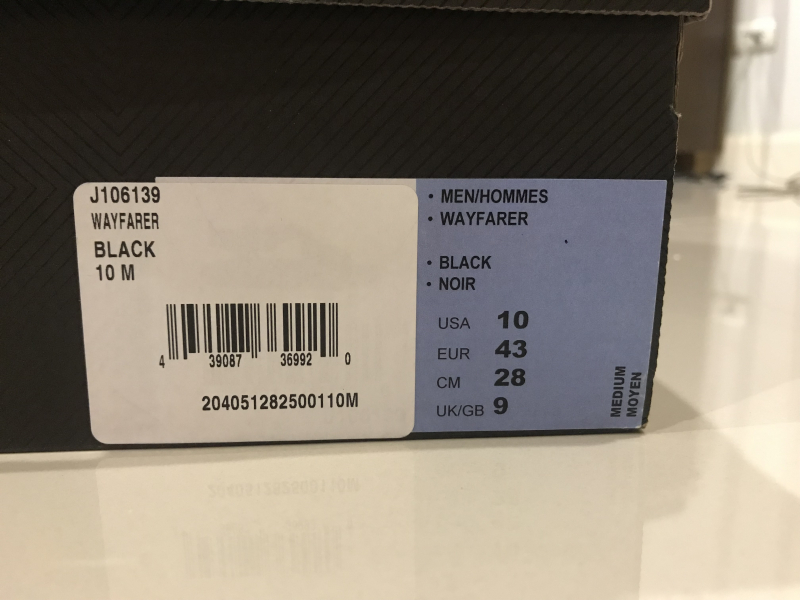 J106139
WAYFARER
BLACK
10 M
4 39087 36992 0
204051282500110M
• MEN/HOMMES
• WAYFARER
• BLACK
• NOIR
USA 10
EUR 43
CM 28
UK/GB 9
MEDIUM
MOYEN